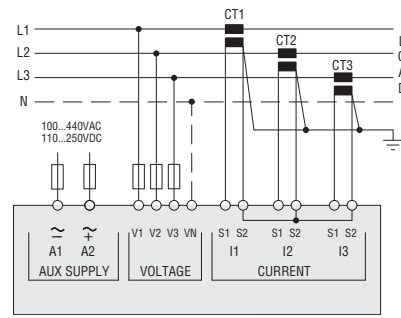 CT1
L1
L2
CT2
L3
CT3
N
L
O
A
D
100...440VAC
110...250VDC
V1 V2 V3 VN S1 S2 S1 S2 S1 S2
A1 A2 I1 I2 I3
AUX SUPPLY VOLTAGE CURRENT